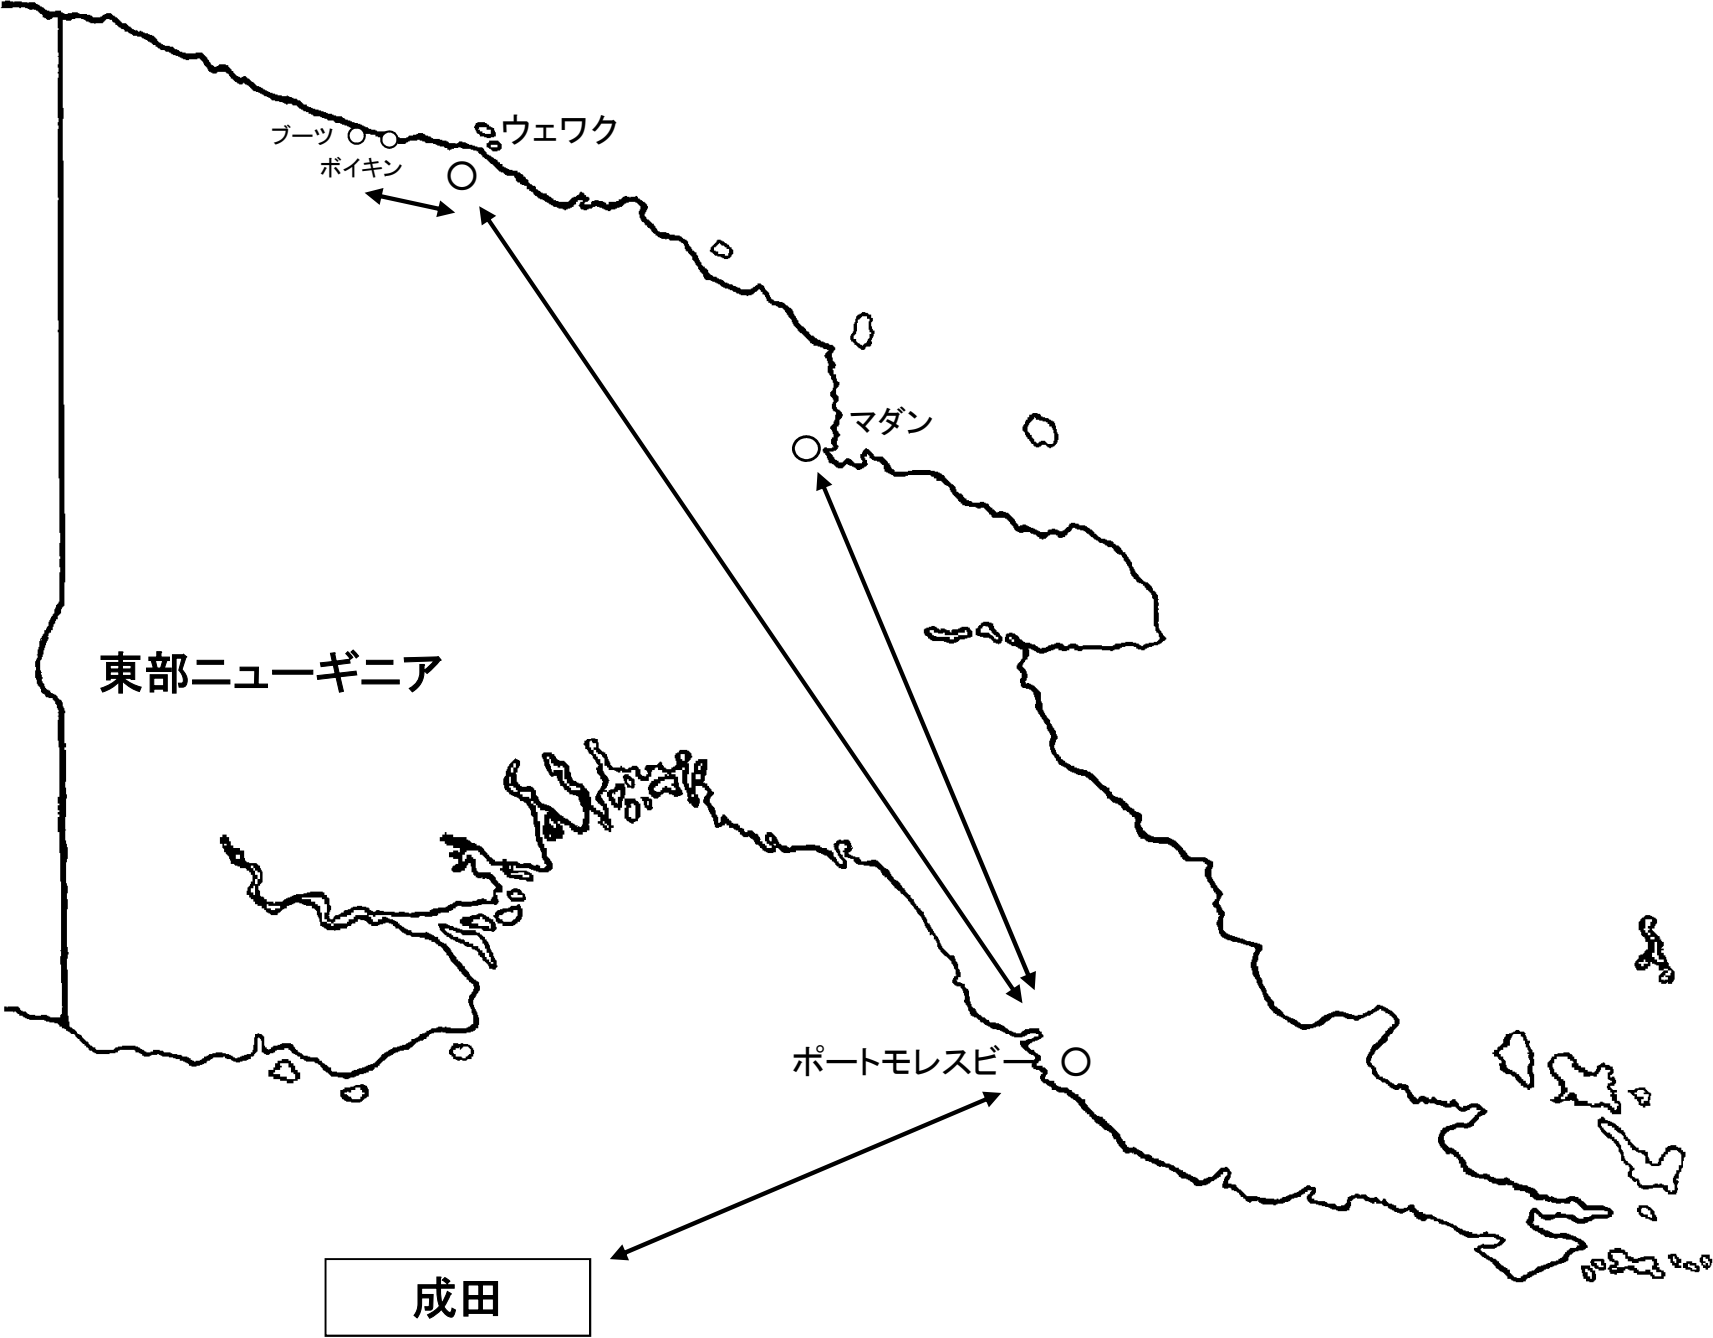 ウェワク
ブーツ
ボイキン
マダン
東部ニューギニア
ポートモレスビー
成田